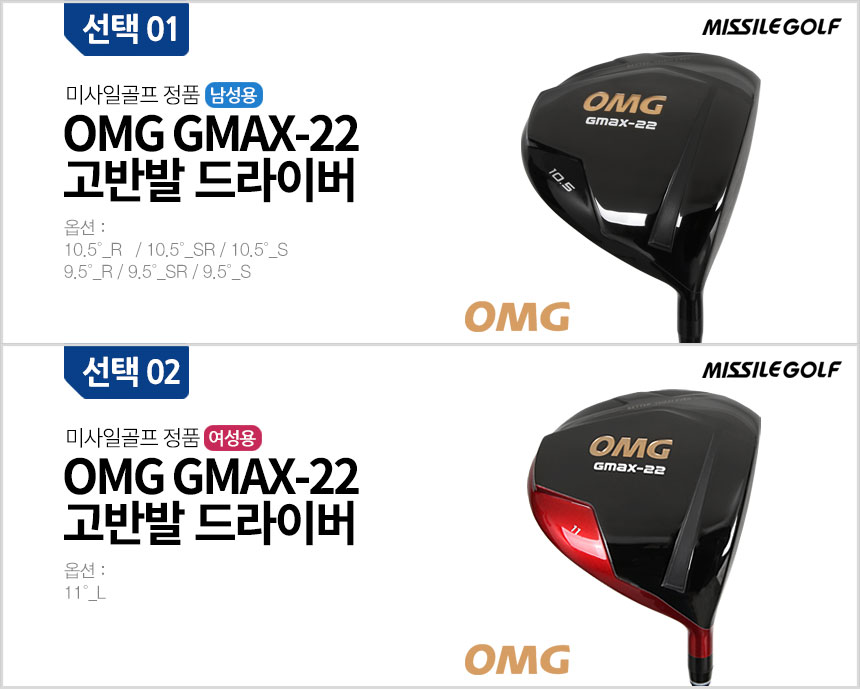 선택 01
MISSILEGOLF
미사일골프 정품 남성용
OMG GMAX-22
고반발 드라이버
옵션 :
10.5°_R / 10.5°_SR / 10.5°_S
9.5°_R / 9.5°_SR / 9.5°_S
OMG
GMAX-22
10.5
OMG
선택 02
MISSILEGOLF
미사일골프 정품 여성용
OMG GMAX-22
고반발 드라이버
옵션 :
11°_L
OMG
GMAX-22
11
OMG